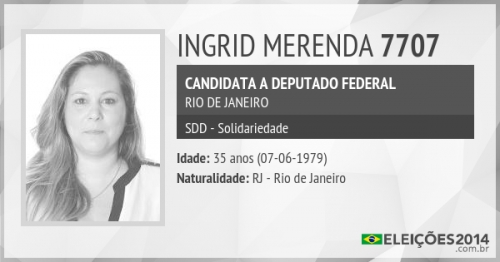 INGRID MERENDA 7707
CANDIDATA A DEPUTADO FEDERAL
RIO DE JANEIRO
SDD - Solidariedade
Idade: 35 anos (07-06-1979)
Naturalidade: RJ - Rio de Janeiro
ELEIÇÕES2014
.com.br